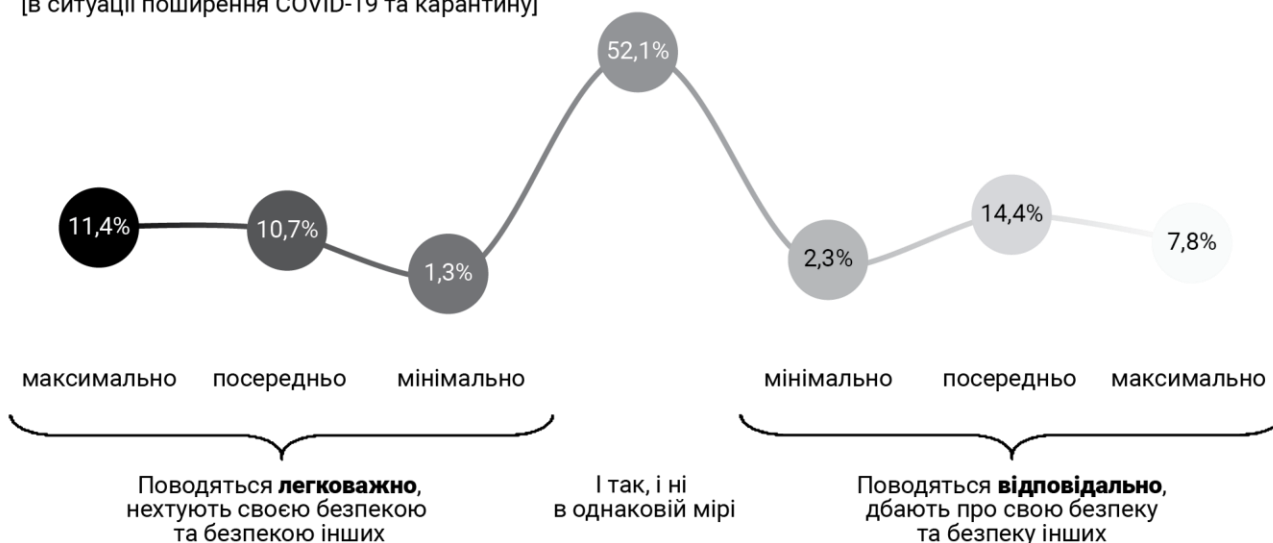 [в ситуації поширення COVID-19 та карантину]
52,1%
11,4%
10,7%
1,3%
2,3%
14,4%
7,8%
максимально посередньо мінімально мінімально посередньо максимально
Поводяться легковажно,
нехтують своєю безпекою
та безпекою інших
І так, і ні
в однаковій мірі
Поводяться відповідально,
дбають про свою безпеку
та безпеку інших